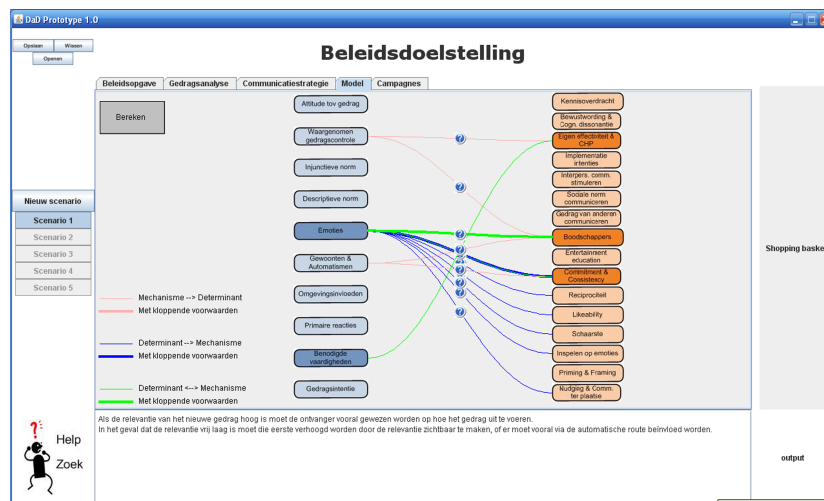 DaD Prototype 1.0
Opslaan Wissen
Openen
Beleidsdoelstelling
Beleidsopgave Gedragsanalyse Communicatiestrategie Model Campagnes
Bereken
Attitude tov gedrag
Waargenomen
gedragscontrole
Injunctieve norm
Descriptieve norm
Emoties
Gewoonten &
Automatismen
Omgevingsinvloeden
Primaire reacties
Benodigde
vaardigheden
Gedragsintentie
Kennisoverdracht
Bewustwording &
Cogn. dissonantie
Eigen effectiviteit &
CHP
Implementatie
intenties
Interpers. comm.
stimuleren
Sociale norm
communiceren
Gedrag van anderen
communiceren
Boodschappers
Entertainment
education
Commitment &
Consistency
Reciprociteit
Likeability
Schaarste
Inspelen op emoties
Priming & Framing
Nudging & Comm.
ter plaatse
Nieuw scenario
Scenario 1
Scenario 2
Scenario 3
Scenario 4
Scenario 5
Mechanisme --> Determinant
Met kloppende voorwaarden
Determinant--> Mechanisme
Met kloppende voorwaarden
Determinant <--> Mechanisme
Met kloppende voorwaarden
Shopping baske
Als de relevantie van het nieuwe gedrag hoog is moet de ontvanger vooral gewezen worden op hoe het gedrag uit te voeren.
In het geval dat de relevantie vrij laag is moet die eerste verhoogd worden door de relevantie zichtbaar te maken, of er moet vooral via de automatische route beïnvloed worden.
Help
Zoek
output